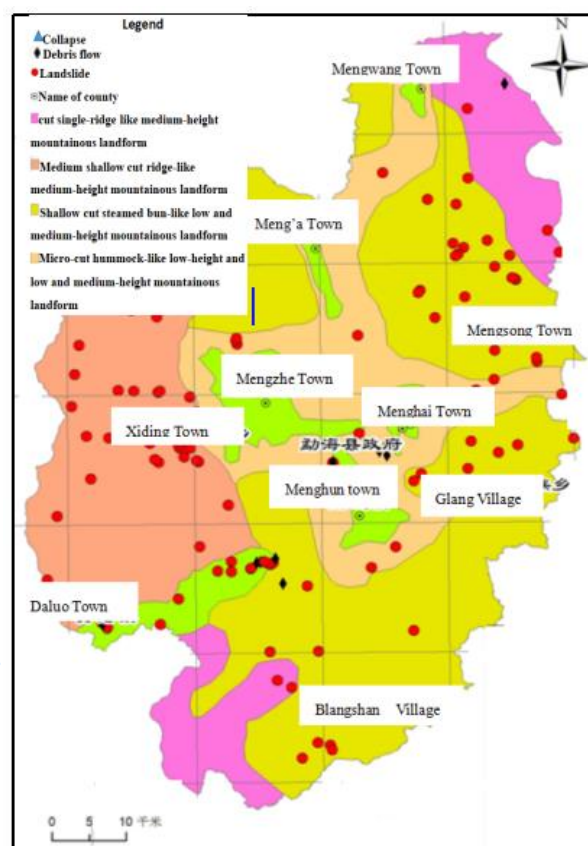 Legend
Collapse
Debris flow
Landslide
Name of county
cut single-ridge like medium-height
mountainous landform
Medium shallow cut ridge-like
medium-height mountainous landform
Shallow cut steamed bun-like low and
medium-height mountainous landform
Micro-cut hummock-like low-height and
low and medium-height mountainous
landform
N
Mengwang Town
Meng'a Town
Mengsong Town
Mengzhe Town
Menghai Town
Xiding Town
勐海县政府
Menghun town
Glang Village
乡
Daluo Town
Blangshan Village
0 5 10 千米